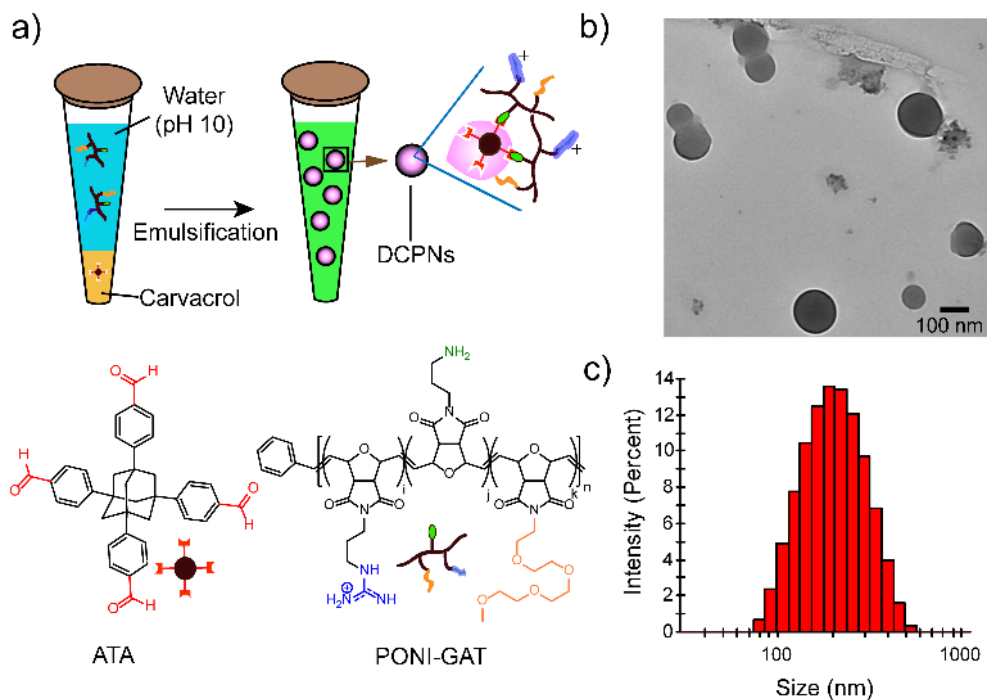 a)
Water
(pH 10)
Emulsification
Carvacrol
DCPNs
+
+
b)
100 nm
O
H
H
O
O
H
O
H
ATA
NH2
N
O
O
O
O
O
[( )i ( )j ( )k]n
O
N
O
O
N
O
NH
H2N
⊕
NH
O
O
O
O
PONI-GAT
c)
Intensity (Percent)
14
12
10
8
6
4
2
0
100
1000
Size (nm)